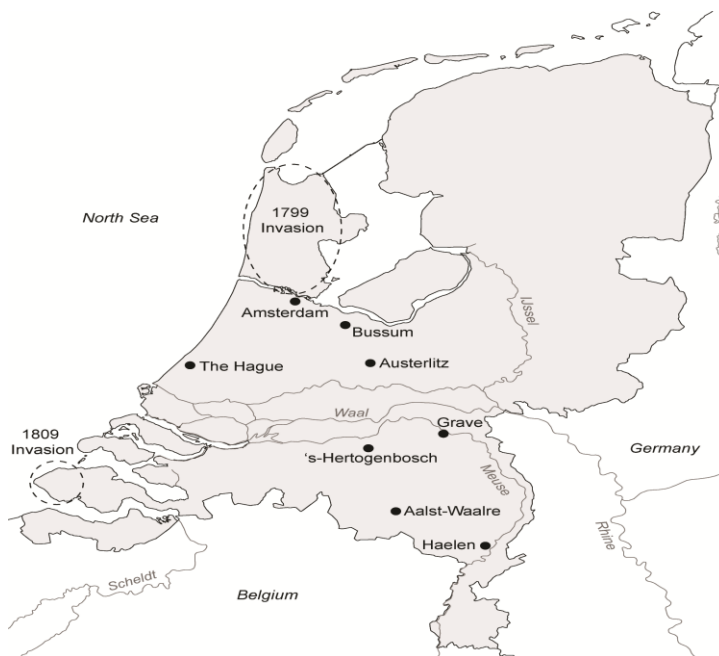 1799
Invasion
North Sea
Amsterdam
IJssel
Bussum
The Hague
Austerlitz
Waal
Grave
1809
Invasion
's-Hertogenbosch
Germany
Meuse
Aalst-Waalre
Rhine
Haelen
Scheldt
Belgium